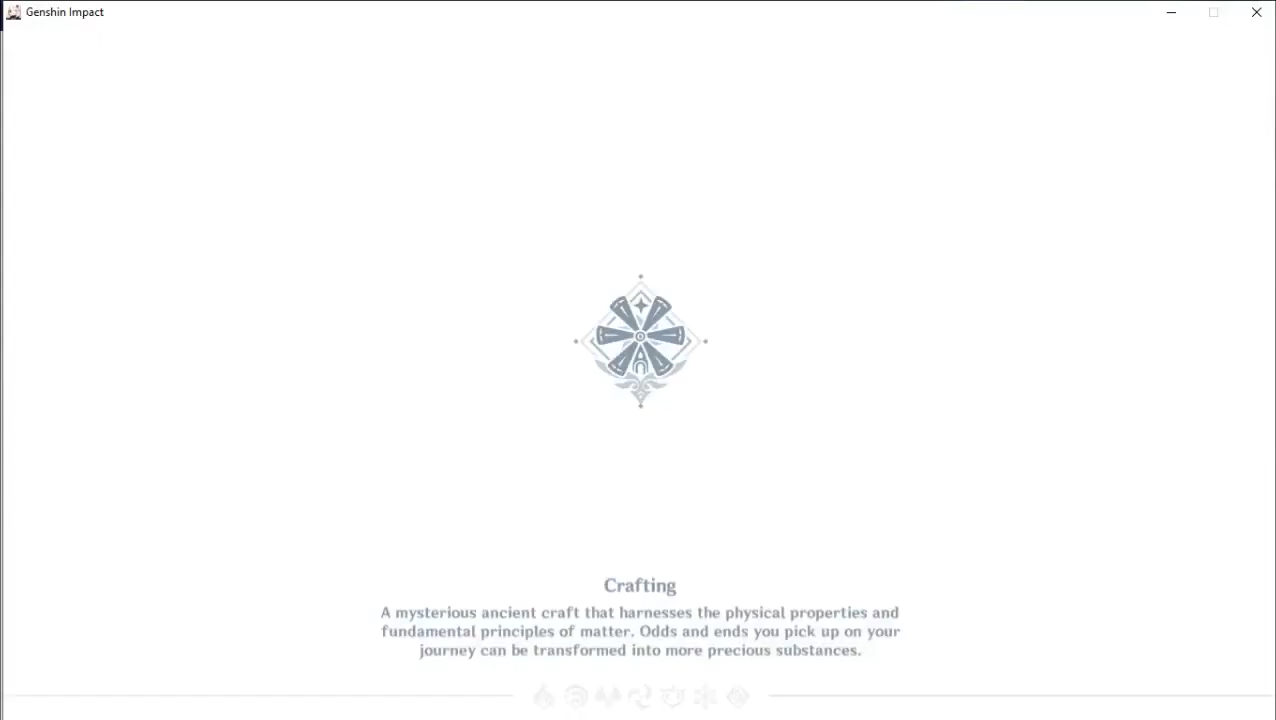 Genshin Impact
Crafting
A mysterious ancient craft that harnesses the physical properties and
fundamental principles of matter. Odds and ends you pick up on your
journey can be transformed into more precious substances.